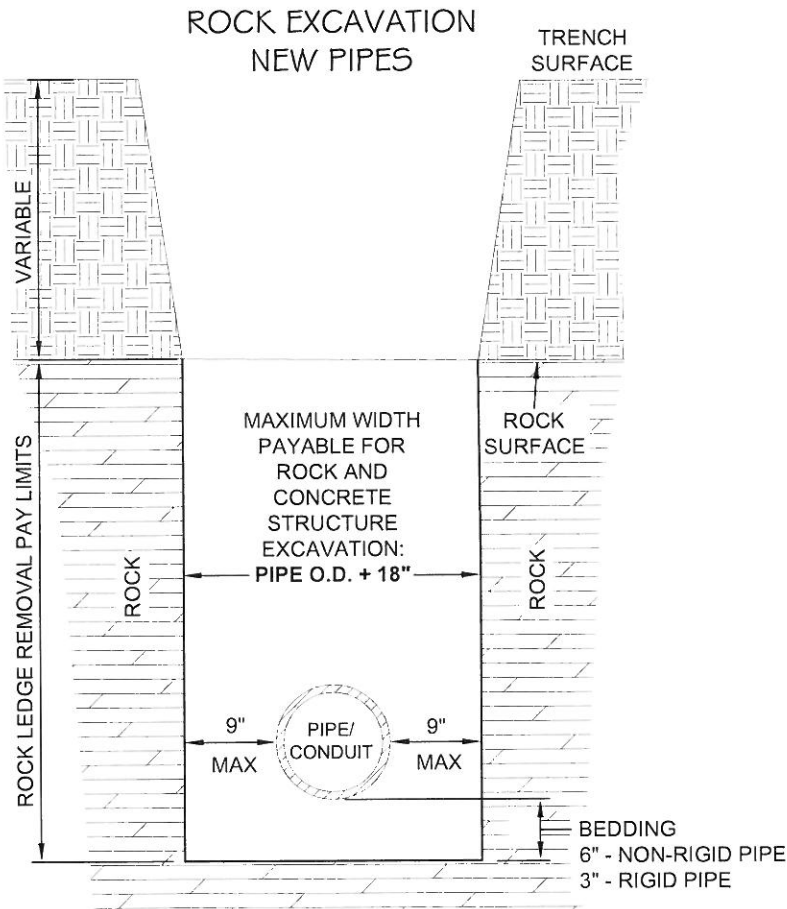 ROCK EXCAVATION
NEW PIPES
TRENCH
SURFACE
VARIABLE
ROCK LEDGE REMOVAL PAY LIMITS
MAXIMUM WIDTH
PAYABLE FOR
ROCK AND
CONCRETE
STRUCTURE
EXCAVATION:
PIPE O.D. + 18"
ROCK
SURFACE
ROCK
ROCK
9"
MAX
PIPE/
CONDUIT
9"
MAX
BEDDING
6" - NON-RIGID PIPE
3" - RIGID PIPE